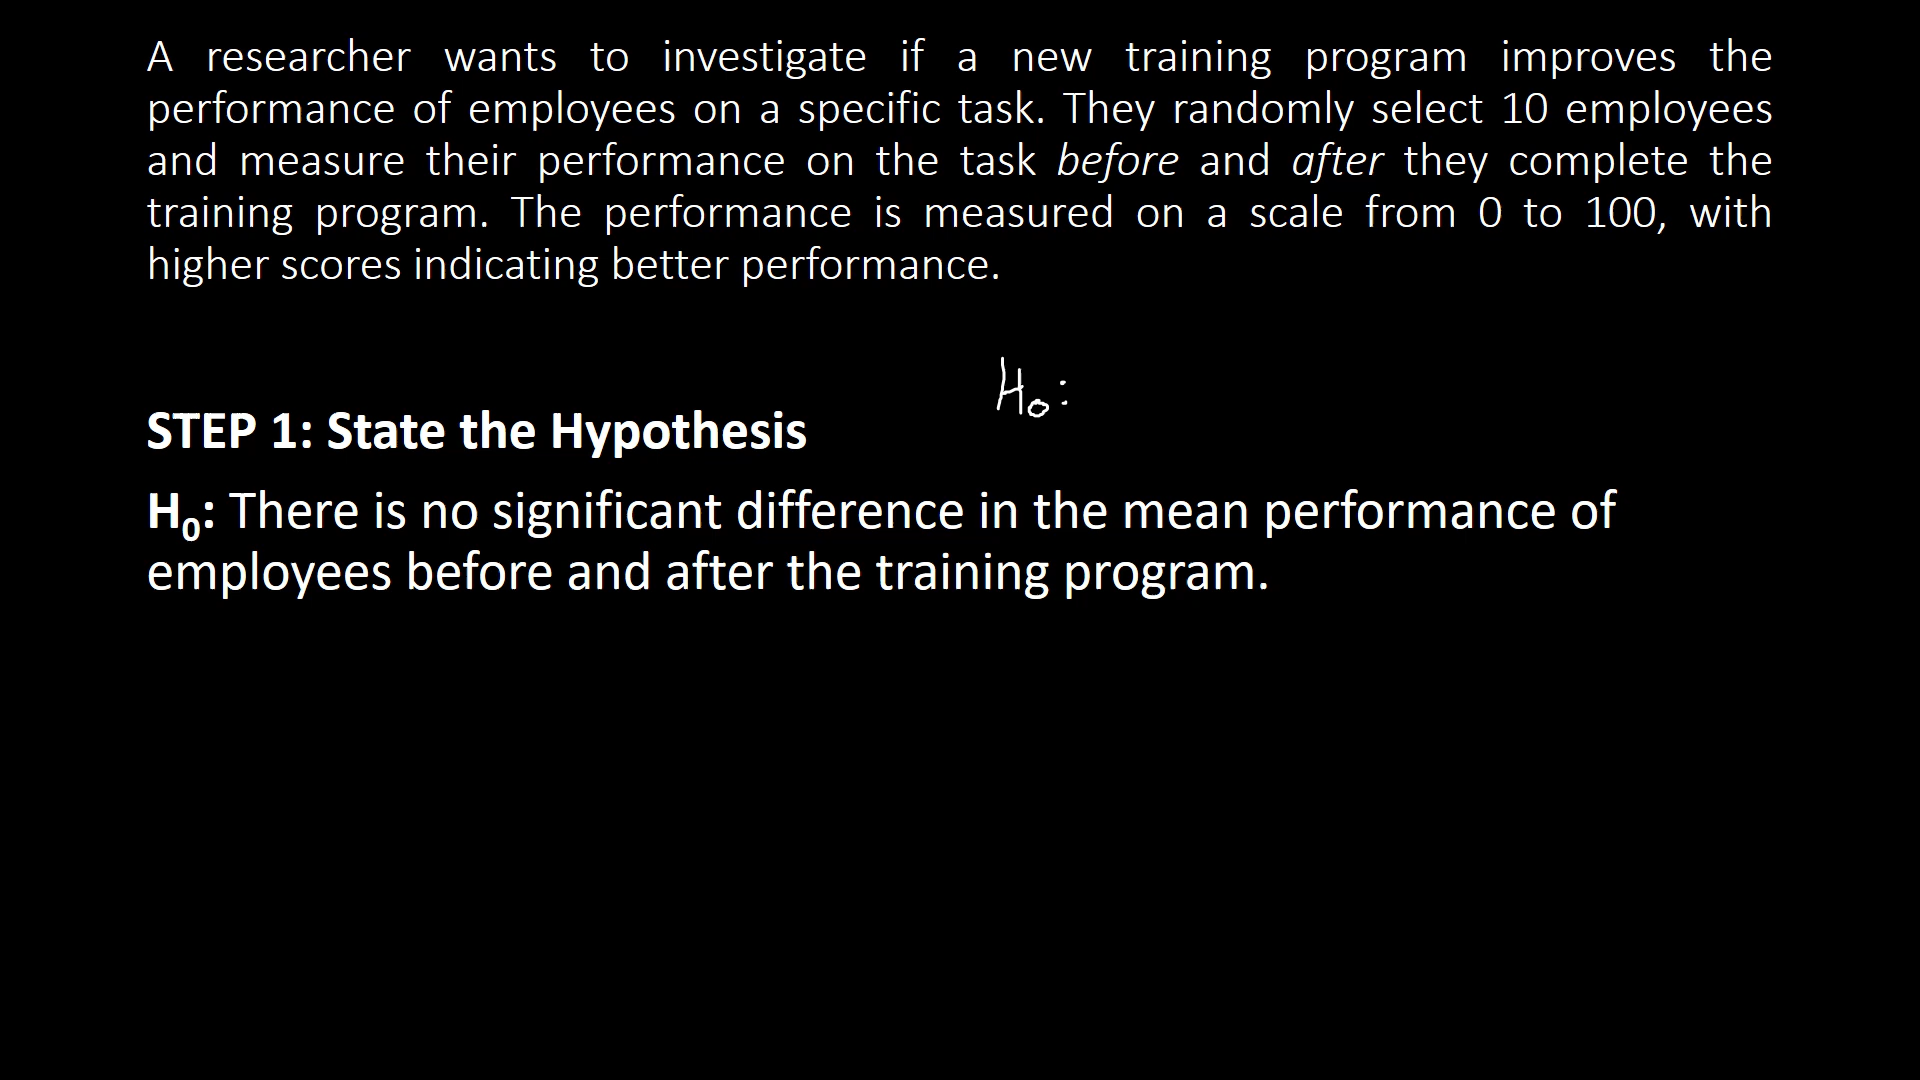 A researcher wants to investigate if a new training program improves the
performance of employees on a specific task. They randomly select 10 employees
and measure their performance on the task before and after they complete the
training program. The performance is measured on a scale from 0 to 100, with
higher scores indicating better performance.
H₀:
STEP 1: State the Hypothesis
H₀: There is no significant difference in the mean performance of
employees before and after the training program.